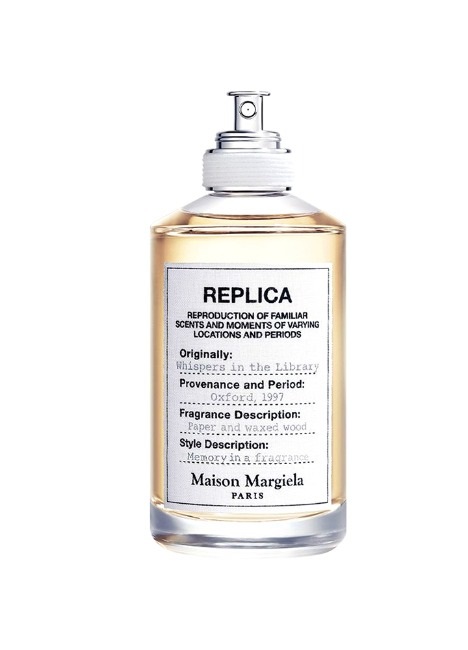 REPLICA
REPRODUCTION OF FAMILIAR
SCENTS AND MOMENTS OF VARYING
LOCATIONS AND PERIODS
Originally:
Whispers in the Library
Provenance and Period:
Oxford, 1997
Fragrance Description:
Paper and waxed wood
Style Description:
Memory in a fragrance
Maison Margiela
PARIS